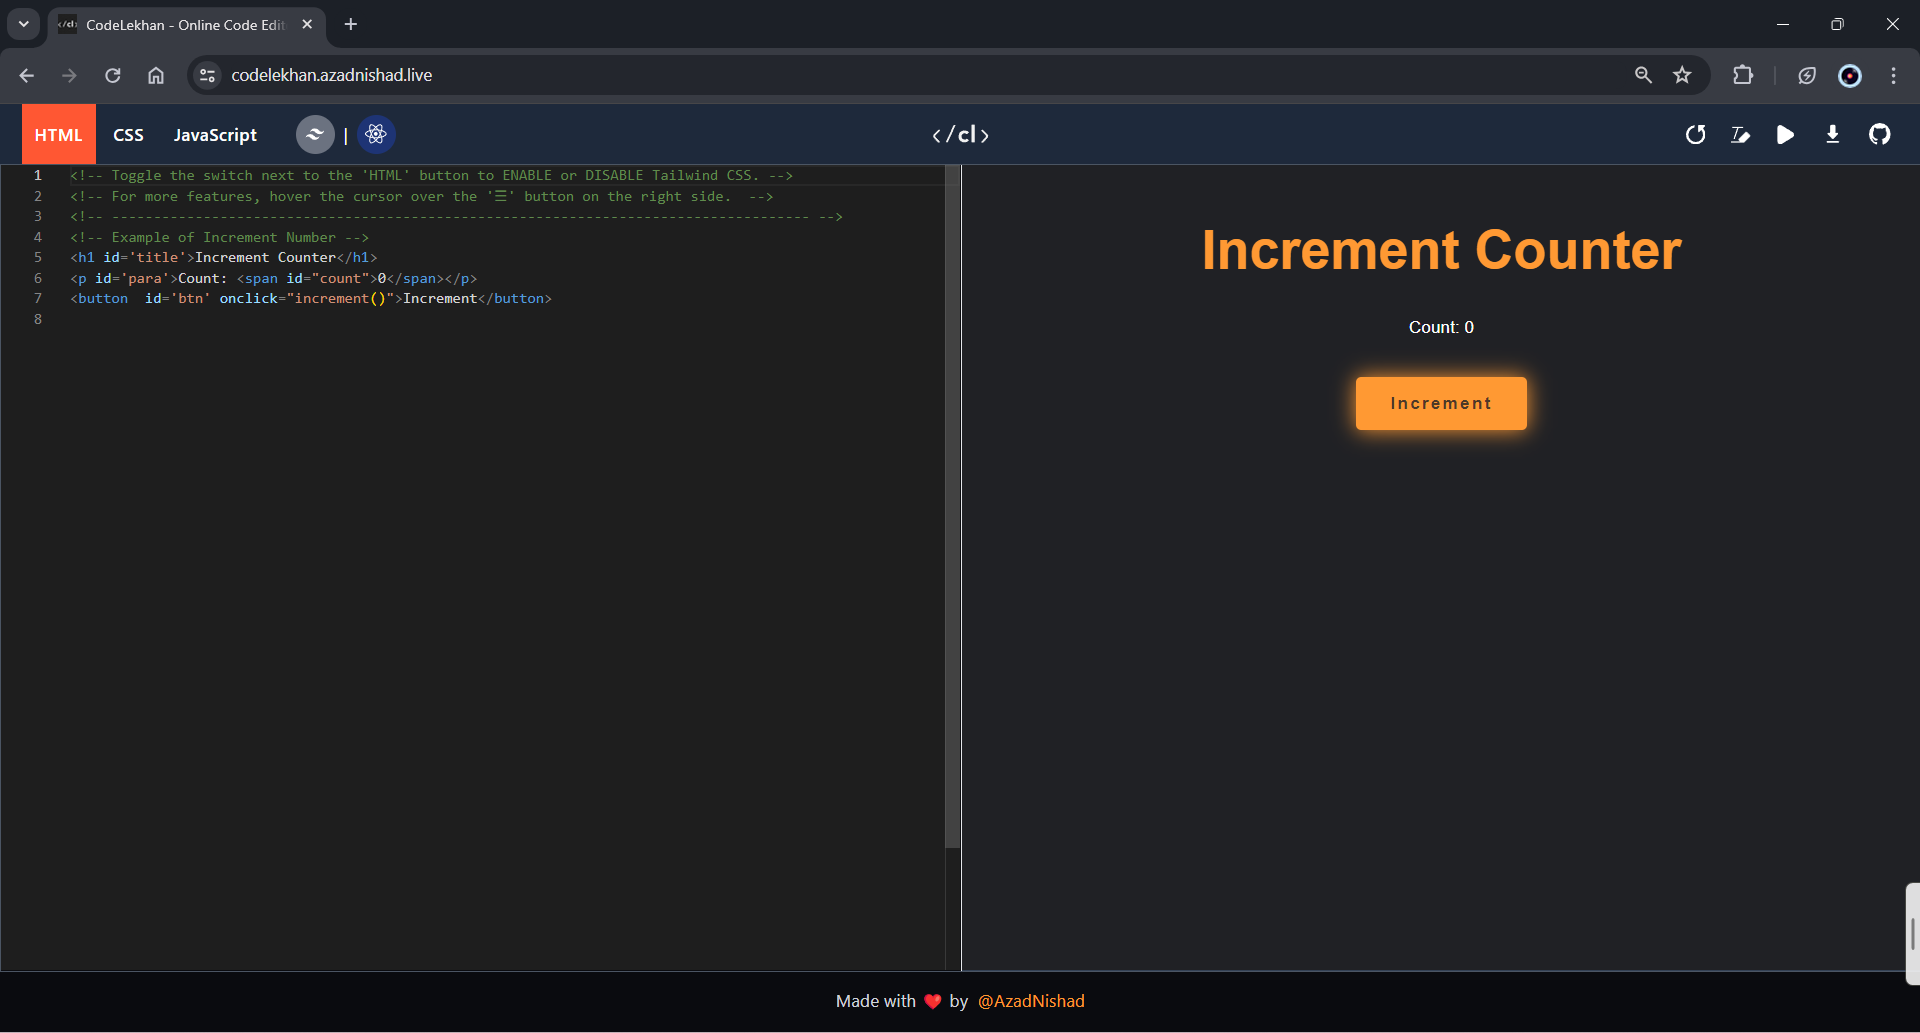 </cl> CodeLekhan - Online Code Edit
codelekhan.azadnishad.live
HTML CSS JavaScript | </cl>
1 <!-- Toggle the switch next to the 'HTML' button to ENABLE or DISABLE Tailwind CSS. -->
2 <!-- For more features, hover the cursor over the '☰' button on the right side.  -->
3 <!-- ------------------------------------------------------------------------------------ -->
4 <!-- Example of Increment Number -->
5 <h1 id='title'>Increment Counter</h1>
6 <p id='para'>Count: <span id="count">0</span></p>
7 <button  id='btn' onclick="increment()">Increment</button>
8
Increment Counter
Count: 0
Increment
Made with ❤️ by @AzadNishad